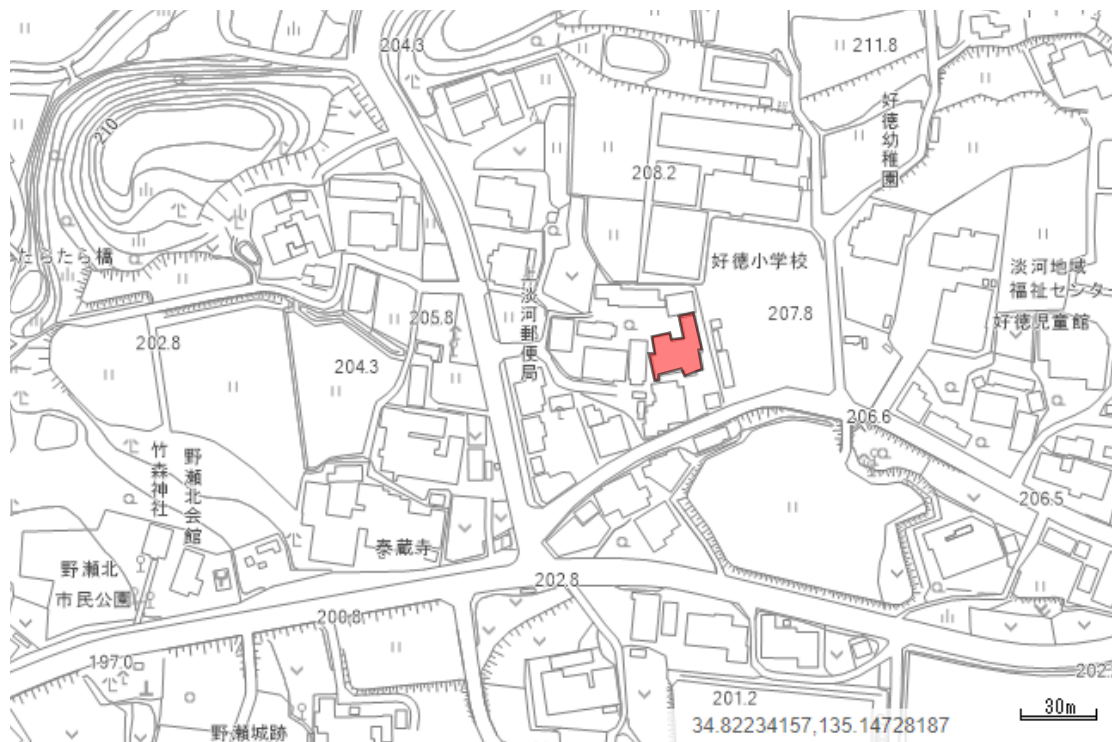 204.3
211.8
210
好徳幼稚園
208.2
たらたら橋
好徳小学校
淡河地域
福祉センター
上淡河郵便局
205.8
207.8
好徳児童館
202.8
204.3
206.6
竹森神社
野瀬北会館
206.5
泰蔵寺
野瀬北
市民公園
202.8
200.8
197.0
202.
201.2
30m
34.82234157,135.14728187
野瀬城跡